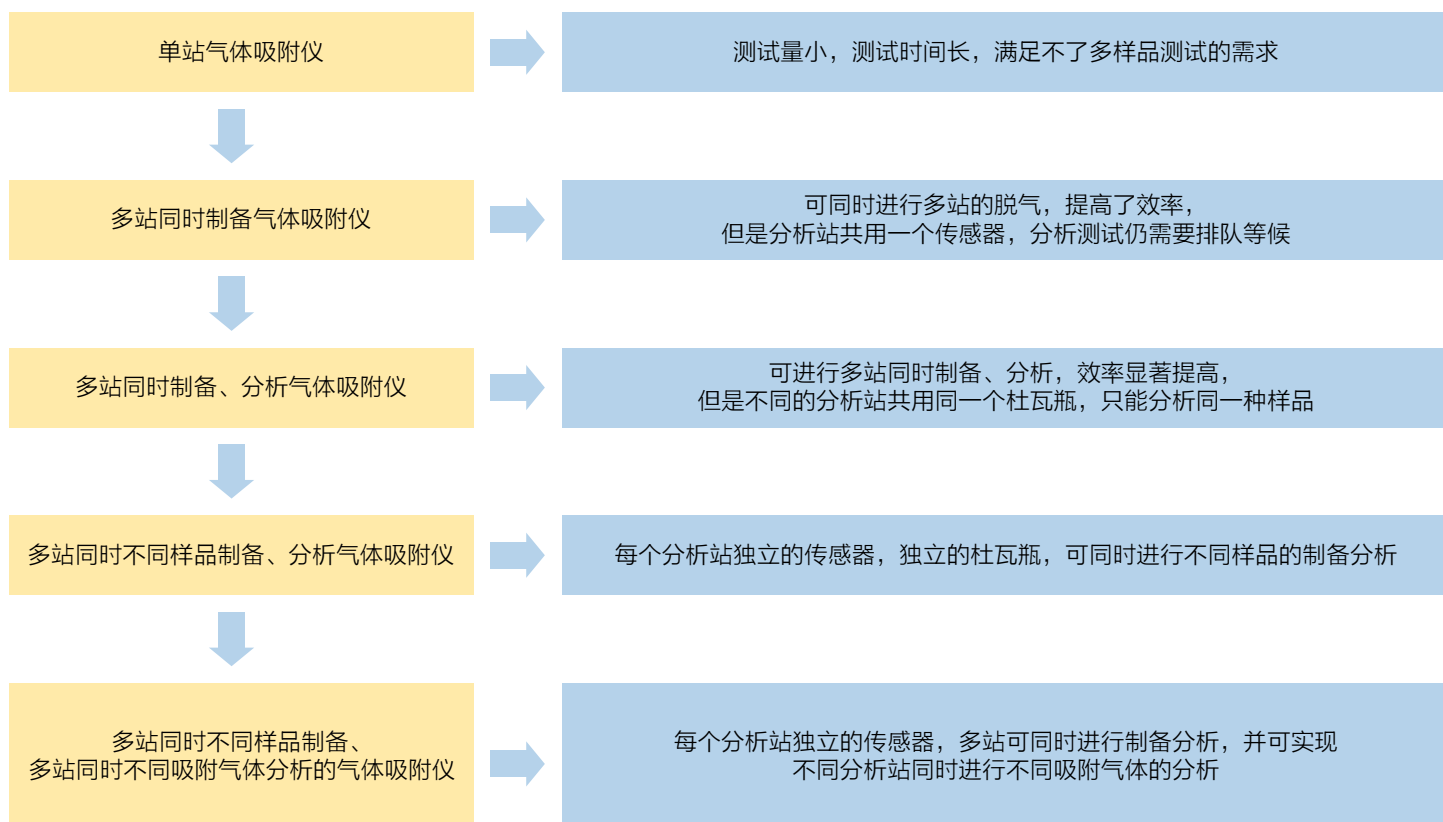 单站气体吸附仪
测试量小，测试时间长，满足不了多样品测试的需求
多站同时制备气体吸附仪
可同时进行多站的脱气，提高了效率，
但是分析站共用一个传感器，分析测试仍需要排队等候
多站同时制备、分析气体吸附仪
可进行多站同时制备、分析，效率显著提高，
但是不同的分析站共用同一个杜瓦瓶，只能分析同一种样品
多站同时不同样品制备、分析气体吸附仪
每个分析站独立的传感器，独立的杜瓦瓶，可同时进行不同样品的制备分析
多站同时不同样品制备、
多站同时不同吸附气体分析的气体吸附仪
每个分析站独立的传感器，多站可同时进行制备分析，并可实现
不同分析站同时进行不同吸附气体的分析